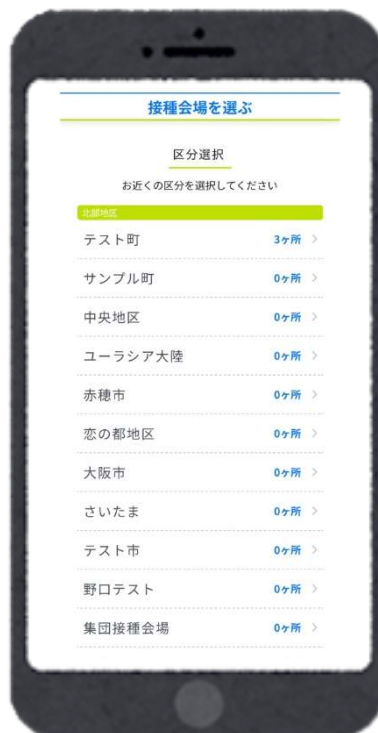 接種会場を選ぶ
区分選択
お近くの区分を選択してください
北部地区
テスト町 3ヶ所
サンプル町 0ヶ所
中央地区 0ヶ所
ユーラシア大陸 0ヶ所
赤穂市 0ヶ所
恋の都地区 0ヶ所
大阪市 0ヶ所
さいたま 0ヶ所
テスト市 0ヶ所
野口テスト 0ヶ所
集団接種会場 0ヶ所